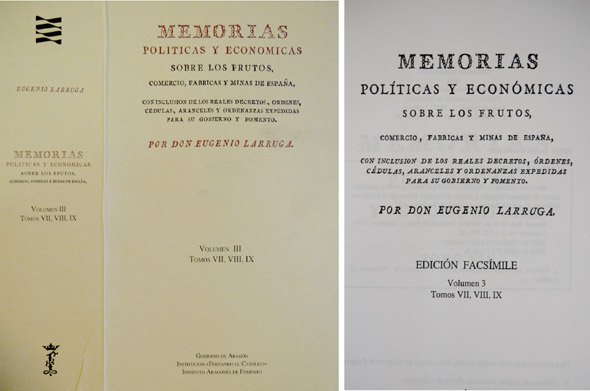 EUGENIO LARRUGA
MEMORIAS
POLITICAS Y ECONOMICAS
SOBRE LOS FRUTOS,
COMERCIO, FABRICAS Y MINAS DE ESPAÑA,
VOLUMEN III
TOMOS VII, VIII, IX
MEMORIAS
POLITICAS Y ECONOMICAS
SOBRE LOS FRUTOS,
COMERCIO, FABRICAS Y MINAS DE ESPAÑA,
CON INCLUSION DE LOS REALES DECRETOS, ORDENES,
CEDULAS, ARANCELES Y ORDENANZAS EXPEDIDAS
PARA SU GOBIERNO Y FOMENTO.
POR DON EUGENIO LARRUGA.
VOLUMEN III
TOMOS VII, VIII, IX
GOBIERNO DE ARAGÓN
INSTITUCIÓN «FERNANDO EL CATÓLICO»
INSTITUTO ARAGONÉS DE FOMENTO
MEMORIAS
POLÍTICAS Y ECONÓMICAS
SOBRE LOS FRUTOS,
COMERCIO, FABRICAS Y MINAS DE ESPAÑA,
CON INCLUSION DE LOS REALES DECRETOS, ÓRDENES,
CÉDULAS, ARANCELES Y ORDENANZAS EXPEDIDAS
PARA SU GOBIERNO Y FOMENTO.
POR DON EUGENIO LARRUGA.
EDICIÓN FACSÍMILE
Volumen 3
Tomos VII, VIII, IX